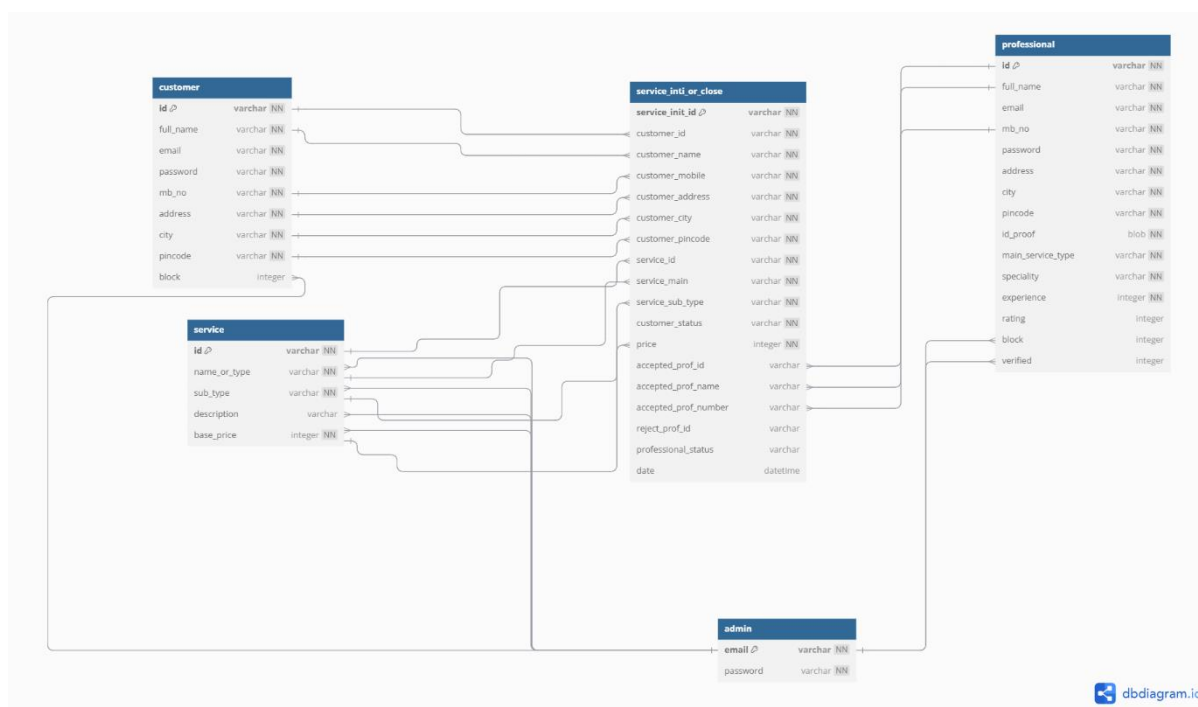 customer
id varchar NN
full_name varchar NN
email varchar NN
password varchar NN
mb_no varchar NN
address varchar NN
city varchar NN
pincode varchar NN
block integer
service
id varchar NN
name_or_type varchar NN
sub_type varchar NN
description varchar
base_price integer NN
service_inti_or_close
service_init_id varchar NN
customer_id varchar NN
customer_name varchar NN
customer_mobile varchar NN
customer_address varchar NN
customer_city varchar NN
customer_pincode varchar NN
service_id varchar NN
service_main varchar NN
service_sub_type varchar NN
customer_status varchar NN
price integer NN
accepted_prof_id varchar
accepted_prof_name varchar
accepted_prof_number varchar
reject_prof_id varchar
professional_status varchar
date datetime
professional
id varchar NN
full_name varchar NN
email varchar NN
mb_no varchar NN
password varchar NN
address varchar NN
city varchar NN
pincode varchar NN
id_proof blob NN
main_service_type varchar NN
speciality varchar NN
experience integer NN
rating integer
block integer
verified integer
admin
email varchar NN
password varchar NN
dbdiagram.io